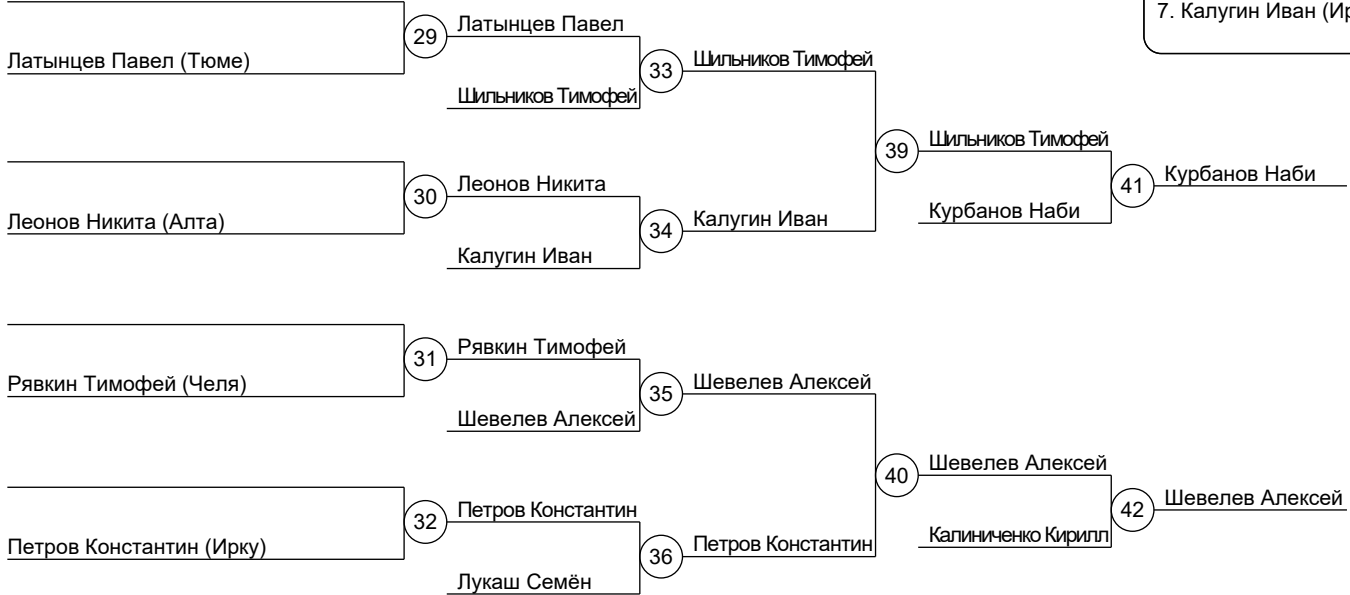 7. Калугин Иван (Ир
Латынцев Павел (Тюме)
29
Латынцев Павел
Шильников Тимофей
33
Шильников Тимофей
Леонов Никита (Алта)
30
Леонов Никита
Калугин Иван
34
Калугин Иван
39
Шильников Тимофей
Курбанов Наби
41
Курбанов Наби
Рявкин Тимофей (Челя)
31
Рявкин Тимофей
Шевелев Алексей
35
Шевелев Алексей
Петров Константин (Ирку)
32
Петров Константин
Лукаш Семён
36
Петров Константин
40
Шевелев Алексей
Калиниченко Кирилл
42
Шевелев Алексей